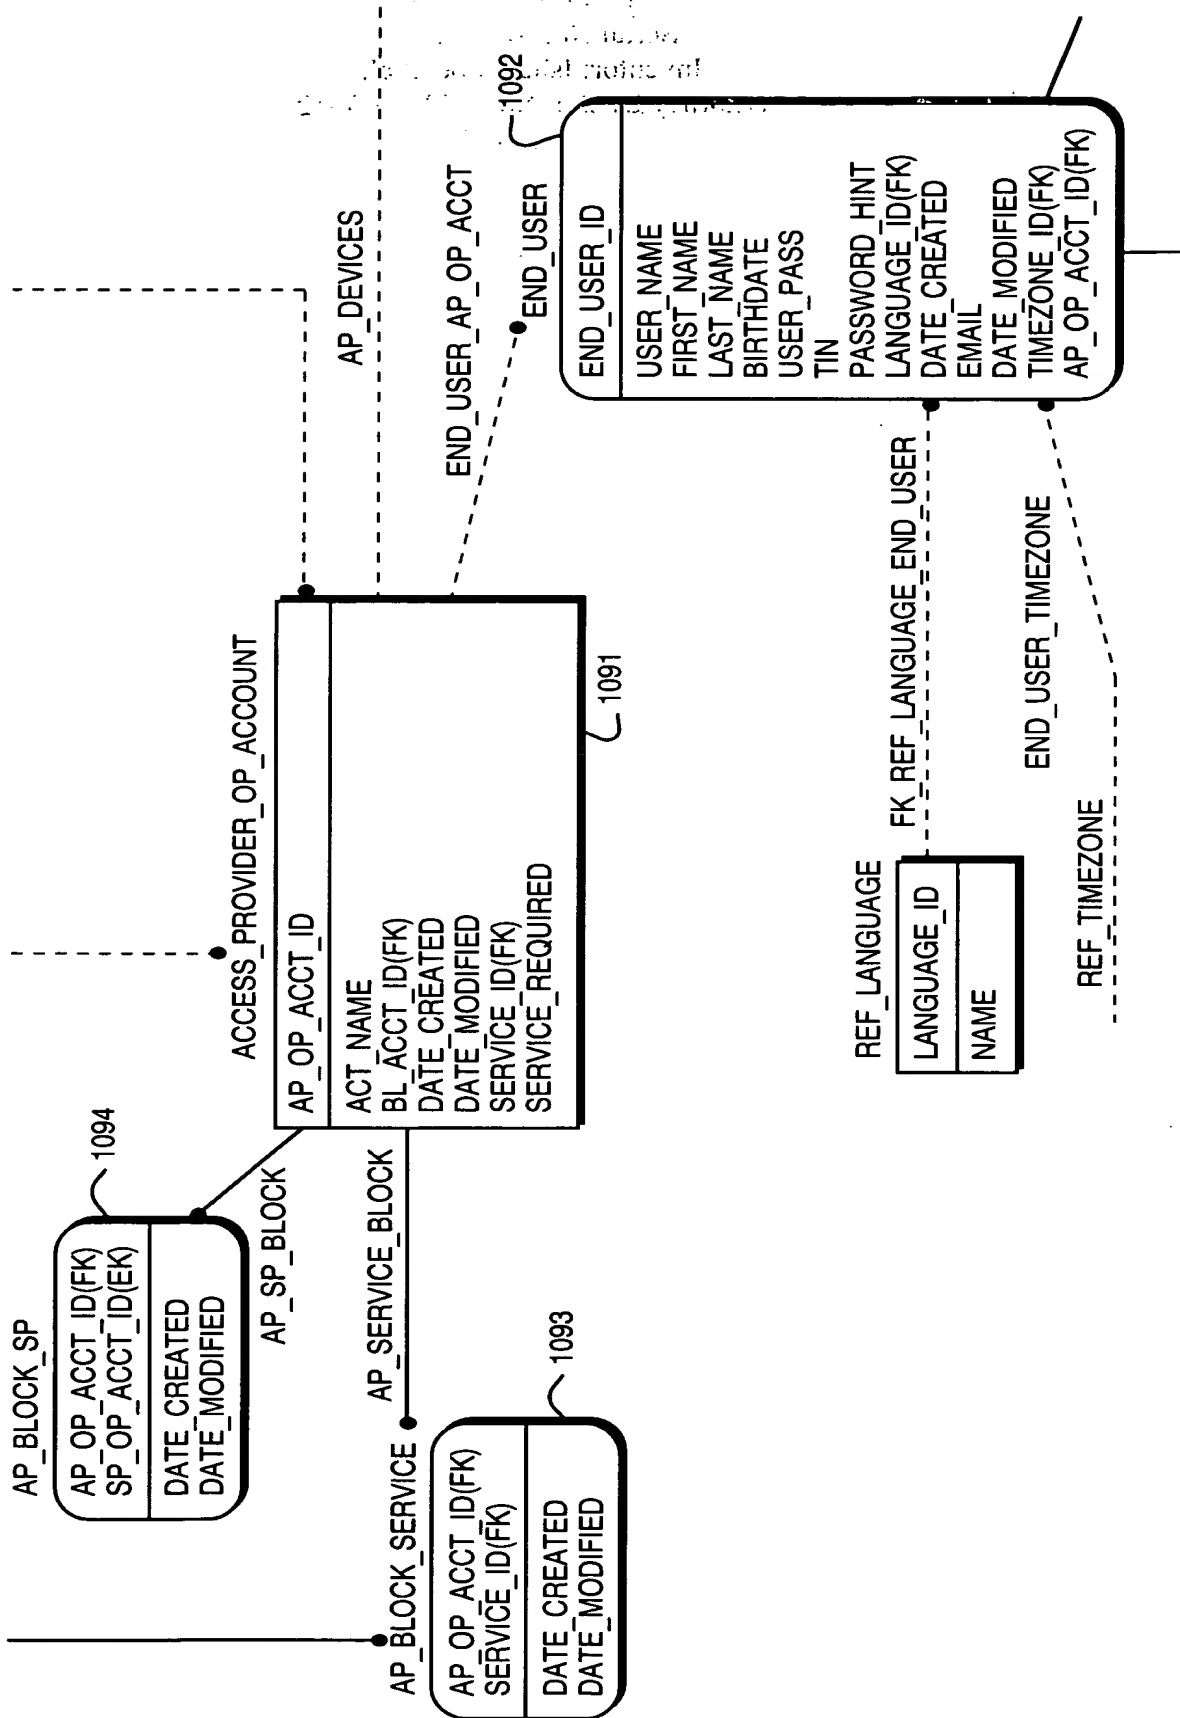 AP_BLOCK_SP
AP_OP_ACCT_ID(FK)
SP_OP_ACCT_ID(EK)
DATE_CREATED
DATE_MODIFIED
1094
AP_SP_BLOCK
AP_BLOCK_SERVICE
AP_OP_ACCT_ID(FK)
SERVICE_ID(FK)
DATE_CREATED
DATE_MODIFIED
1093
AP_SERVICE_BLOCK
ACCESS_PROVIDER_OP_ACCOUNT
AP_OP_ACCT_ID
ACT_NAME
BL_ACCT_ID(FK)
DATE_CREATED
DATE_MODIFIED
SERVICE_ID(FK)
SERVICE_REQUIRED
1091
AP_DEVICES
END_USER_AP_OP_ACCT
END_USER
1092
END_USER_ID
USER_NAME
FIRST_NAME
LAST_NAME
BIRTHDATE
USER_PASS
TIN
PASSWORD_HINT
LANGUAGE_ID(FK)
DATE_CREATED
EMAIL
DATE_MODIFIED
TIMEZONE_ID(FK)
AP_OP_ACCT_ID(FK)
REF_LANGUAGE
LANGUAGE_ID
NAME
FK_REF_LANGUAGE_END_USER
END_USER_TIMEZONE
REF_TIMEZONE